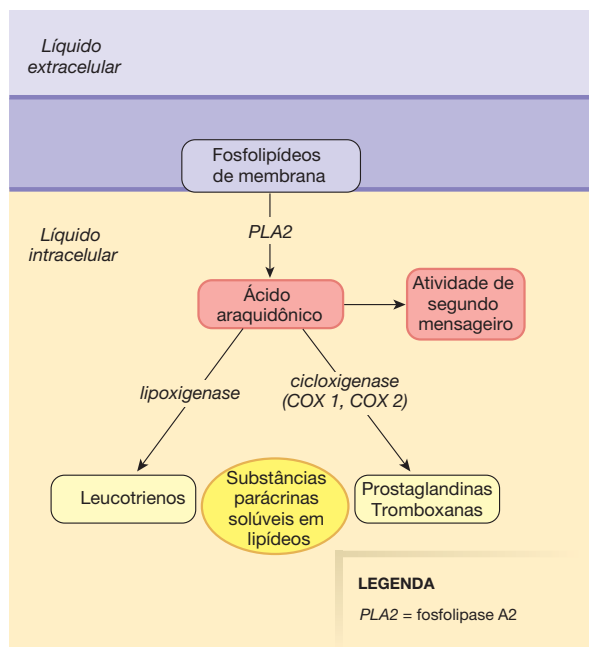 Líquido
extracelular
Fosfolipídeos
de membrana
Líquido
intracelular
PLA2
Ácido
araquidônico
Atividade de
segundo
mensageiro
lipoxigenase
cicloxigenase
(COX 1, COX 2)
Leucotrienos
Substâncias
parácrinas
solúveis em
lipídeos
Prostaglandinas
Tromboxanas
LEGENDA
PLA2 = fosfolipase A2